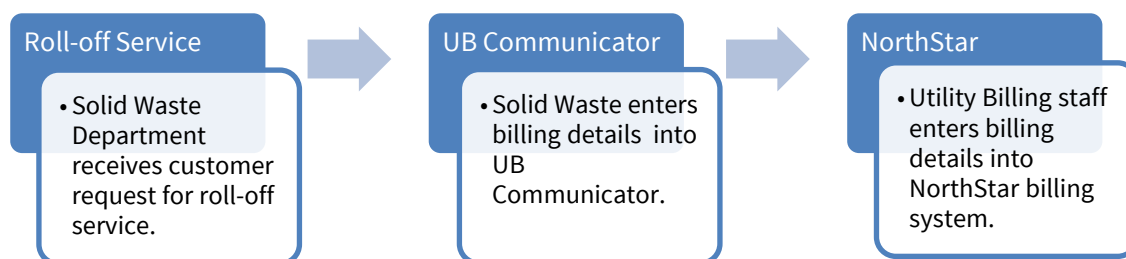 Roll-off Service
• Solid Waste
Department
receives customer
request for roll-off
service.
UB Communicator
• Solid Waste enters
billing details into
UB
Communicator.
NorthStar
• Utility Billing staff
enters billing
details into
NorthStar billing
system.